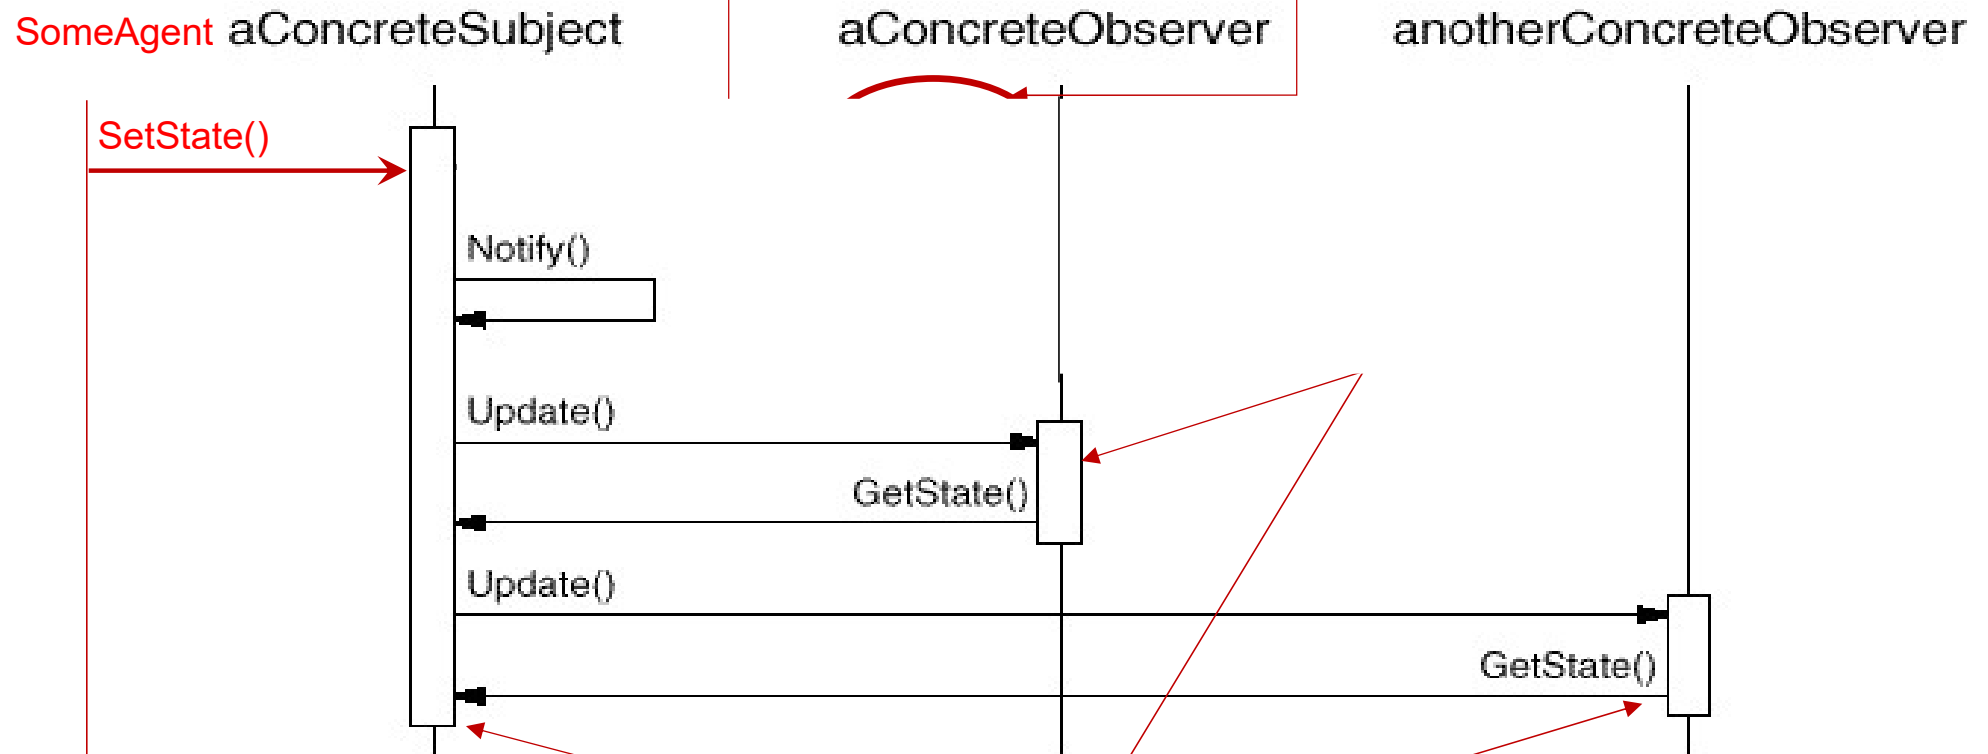 SomeAgent aConcreteSubject aConcreteObserver anotherConcreteObserver
SetState()
Notify()
Update()
GetState()
Update()
GetState()